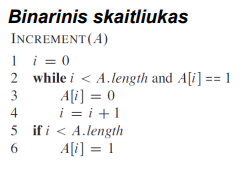 Binarinis skaitliukas
INCREMENT(A)
1 i = 0
2 while i < A.length and A[i] == 1
3 A[i] = 0
4 i = i + 1
5 if i < A.length
6 A[i] = 1